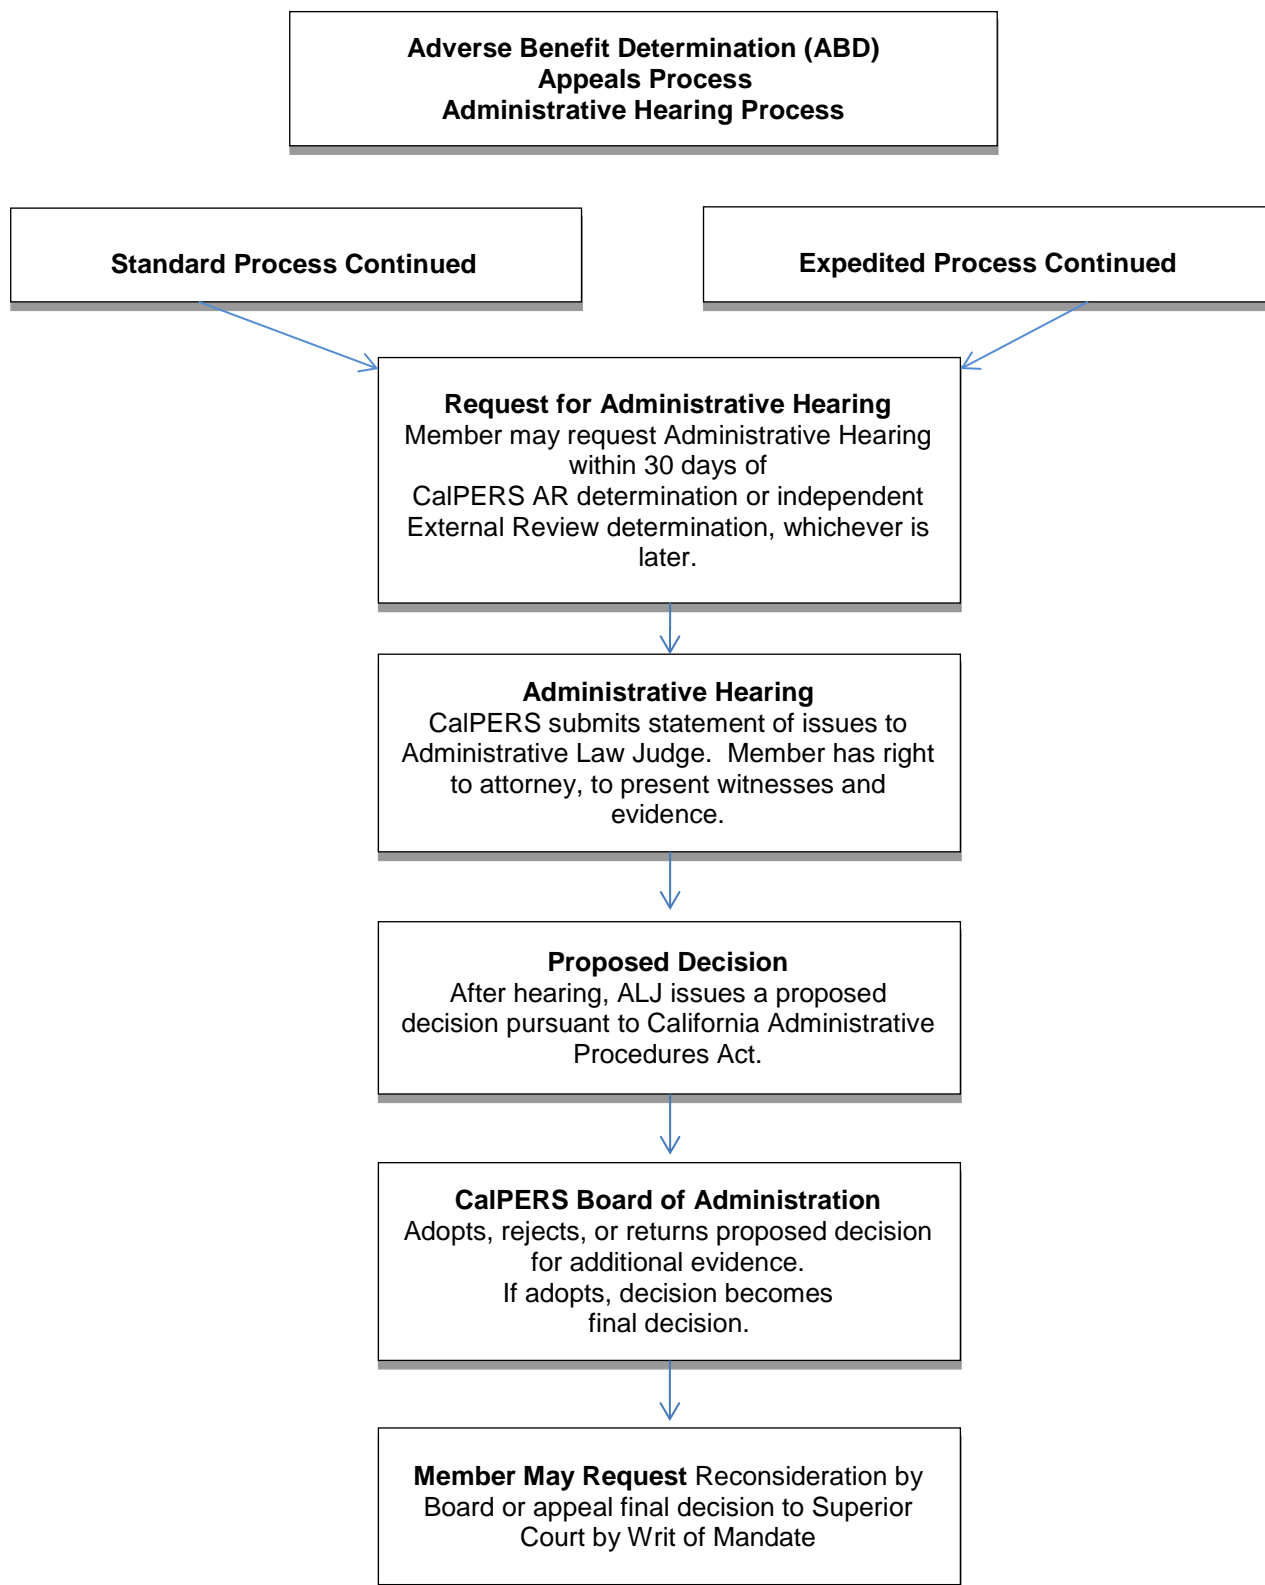 Adverse Benefit Determination (ABD)
Appeals Process
Administrative Hearing Process
Standard Process Continued
Expedited Process Continued
Request for Administrative Hearing
Member may request Administrative Hearing
within 30 days of
CalPERS AR determination or independent
External Review determination, whichever is
later.
Administrative Hearing
CalPERS submits statement of issues to
Administrative Law Judge.  Member has right
to attorney, to present witnesses and
evidence.
Proposed Decision
After hearing, ALJ issues a proposed
decision pursuant to California Administrative
Procedures Act.
CalPERS Board of Administration
Adopts, rejects, or returns proposed decision
for additional evidence.
If adopts, decision becomes
final decision.
Member May Request Reconsideration by
Board or appeal final decision to Superior
Court by Writ of Mandate